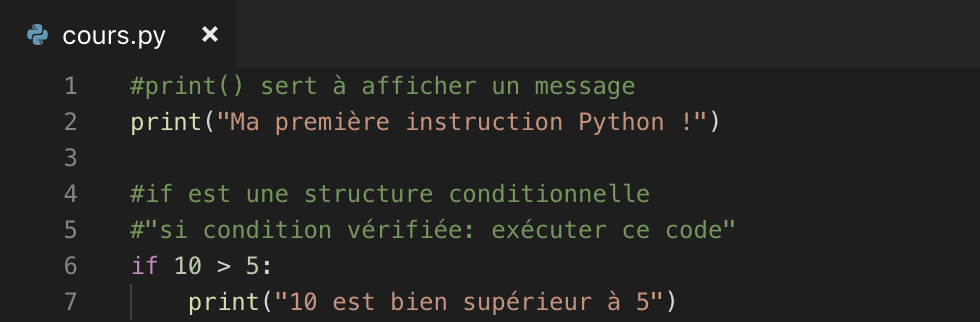 cours.py ×
1 #print() sert à afficher un message
2 print("Ma première instruction Python !")
3
4 #if est une structure conditionnelle
5 #"si condition vérifiée: exécuter ce code"
6 if 10 > 5:
7     print("10 est bien supérieur à 5")